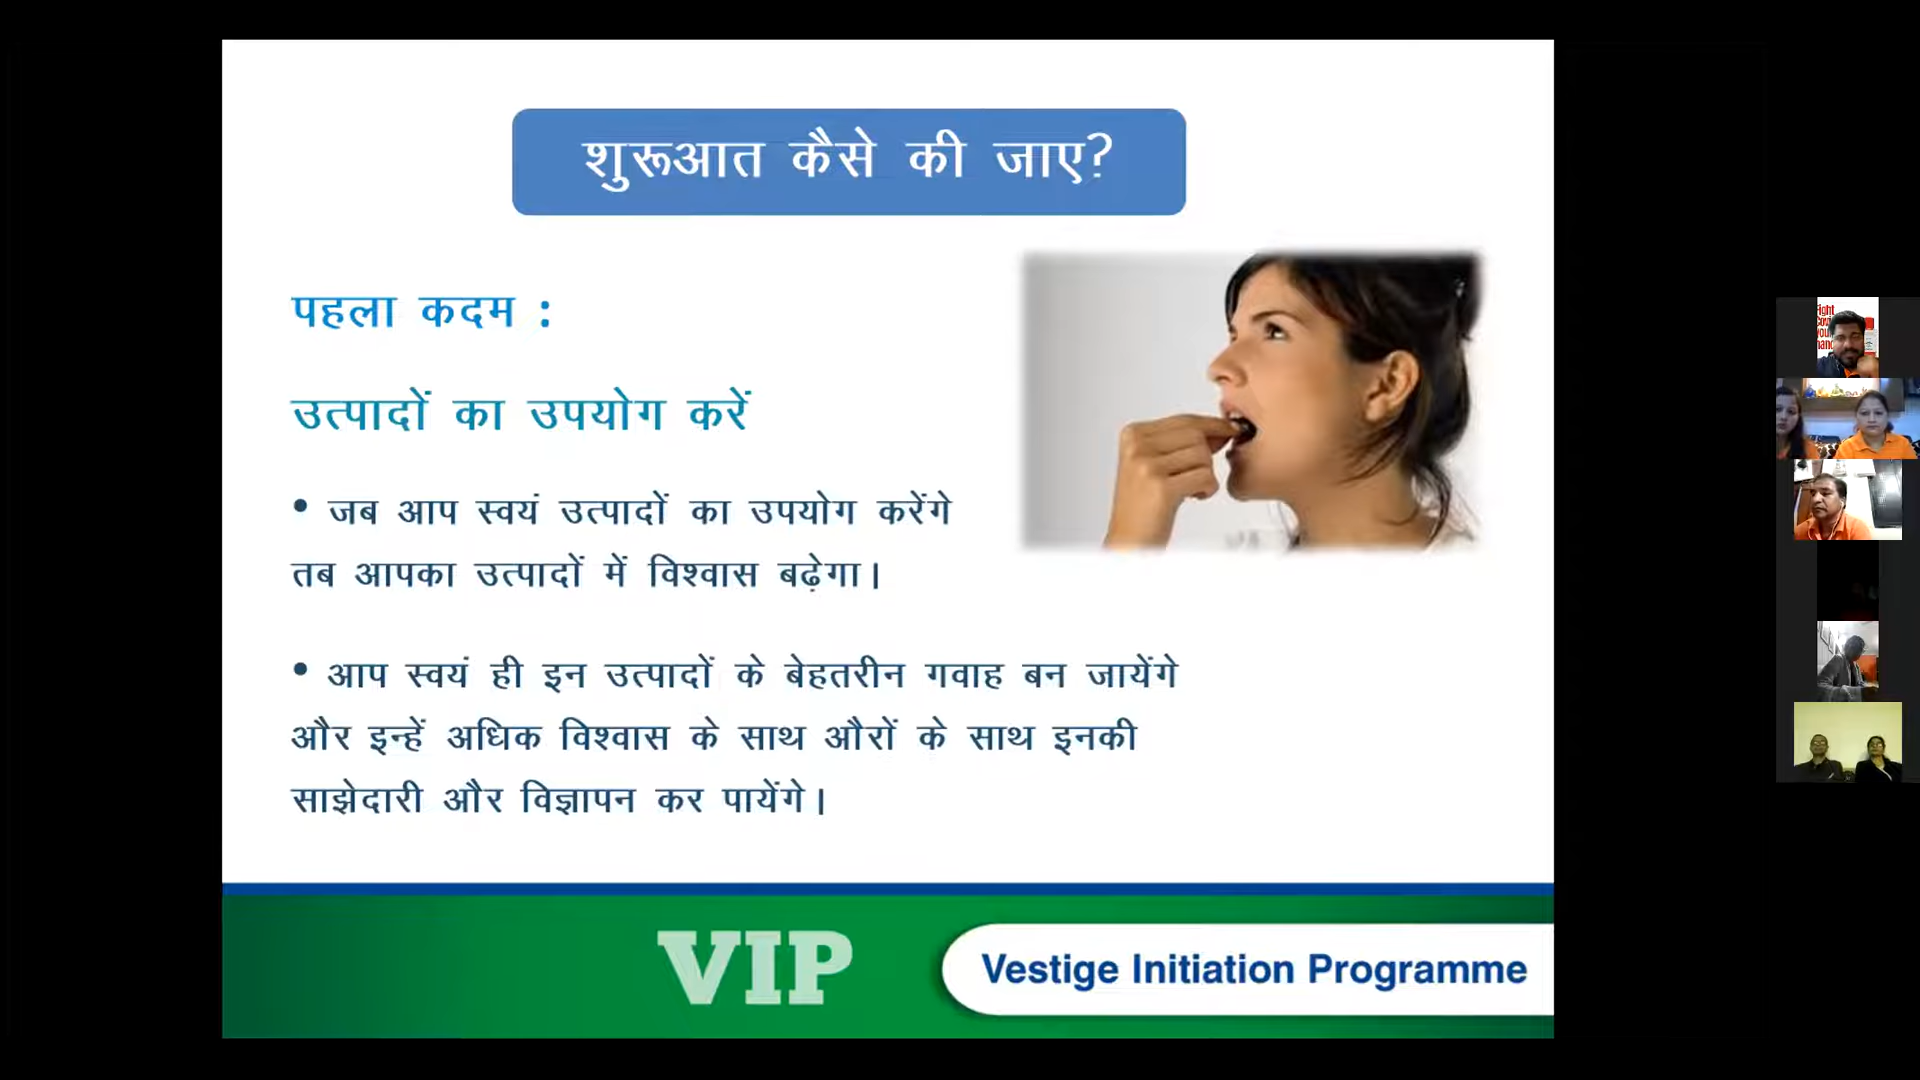 शुरूआत कैसे की जाए?
पहला कदम :
उत्पादों का उपयोग करें
• जब आप स्वयं उत्पादों का उपयोग करेंगे
तब आपका उत्पादों में विश्वास बढ़ेगा।
• आप स्वयं ही इन उत्पादों के बेहतरीन गवाह बन जायेंगे
और इन्हें अधिक विश्वास के साथ औरों के साथ इनकी
साझेदारी और विज्ञापन कर पायेंगे।
VIP
Vestige Initiation Programme